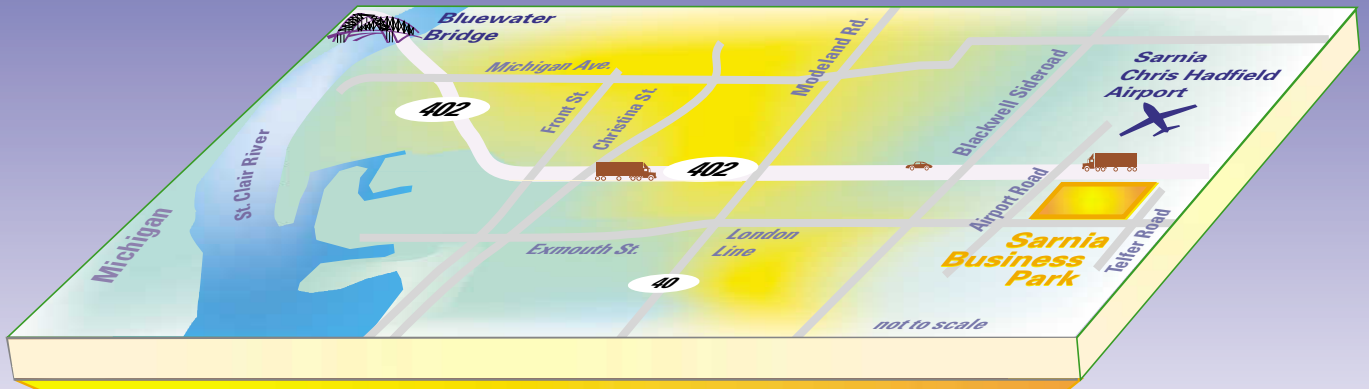 Bluewater
Bridge
Michigan Ave.
Modeland Rd.
Sarnia
Chris Hadfield
Airport
402
Front St.
Christina St.
Blackwell Sideroad
St. Clair River
402
Michigan
Airport Road
Telfer Road
Exmouth St.
London
Line
Sarnia
Business
Park
40
not to scale